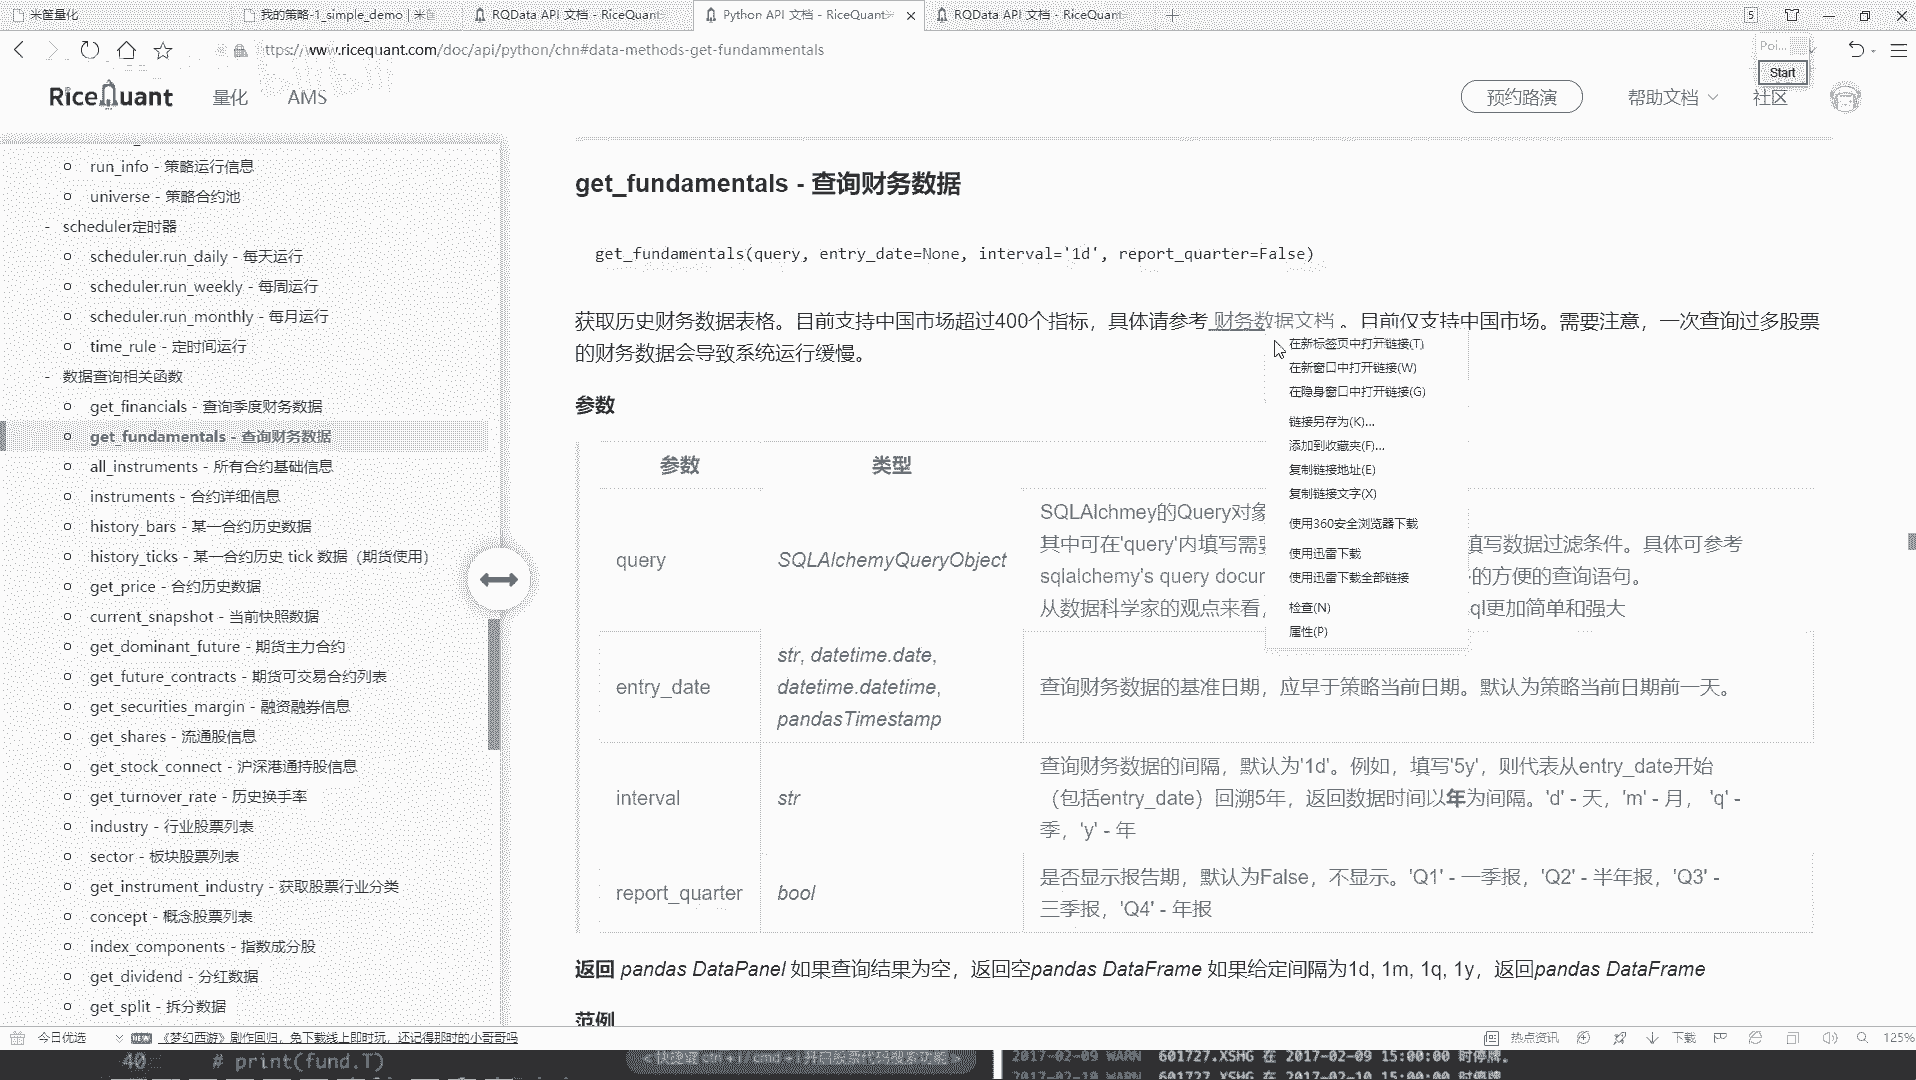 米筐量化
我的策略-1_simple_demo | 米筐
RQData API 文档 - RiceQuant
Python API 文档 - RiceQuant
RQData API 文档 - RiceQuant
5
ttps://www.ricequant.com/doc/api/python/chn#data-methods-get-fundammentals
Poi...
Start
RiceQuant
量化
AMS
预约路演
帮助文档
社区
run_info - 策略运行信息
universe - 策略合约池
- scheduler定时器
scheduler.run_daily - 每天运行
scheduler.run_weekly - 每周运行
scheduler.run_monthly - 每月运行
time_rule - 定时间运行
- 数据查询相关函数
get_financials - 查询季度财务数据
get_fundamentals - 查询财务数据
all_instruments - 所有合约基础信息
instruments - 合约详细信息
history_bars - 某一合约历史数据
history_ticks - 某一合约历史 tick 数据（期货使用）
get_price - 合约历史数据
current_snapshot - 当前快照数据
get_dominant_future - 期货主力合约
get_future_contracts - 期货可交易合约列表
get_securities_margin - 融资融券信息
get_shares - 流通股信息
get_stock_connect - 沪深港通持股信息
get_turnover_rate - 历史换手率
industry - 行业股票列表
sector - 板块股票列表
get_instrument_industry - 获取股票行业分类
concept - 概念股票列表
index_components - 指数成分股
get_dividend - 分红数据
get_split - 拆分数据
get_fundamentals - 查询财务数据
get_fundamentals(query, entry_date=None, interval='1d', report_quarter=False)
获取历史财务数据表格。目前支持中国市场超过400个指标，具体请参考 财务数据文档 。目前仅支持中国市场。需要注意，一次查询过多股票
的财务数据会导致系统运行缓慢。
参数
参数
类型
query
SQLAlchemyQueryObject
SQLAlchmey的Query对象
其中可在'query'内填写需要
填写数据过滤条件。具体可参考
sqlalchemy's query docum
的方便的查询语句。
从数据科学家的观点来看，
ql更加简单和强大
entry_date
str, datetime.date,
datetime.datetime,
pandasTimestamp
查询财务数据的基准日期，应早于策略当前日期。默认为策略当前日期前一天。
interval
str
查询财务数据的间隔，默认为'1d'。例如，填写'5y'，则代表从entry_date开始
（包括entry_date）回溯5年，返回数据时间以年为间隔。'd' - 天，'m' - 月， 'q' -
季，'y' - 年
report_quarter
bool
是否显示报告期，默认为False，不显示。'Q1' - 一季报，'Q2' - 半年报，'Q3' -
三季报，'Q4' - 年报
返回 pandas DataPanel 如果查询结果为空，返回空pandas DataFrame 如果给定间隔为1d, 1m, 1q, 1y，返回pandas DataFrame
范例
在新标签页中打开链接(T)
在新窗口中打开链接(W)
在隐身窗口中打开链接(G)
链接另存为(K)...
添加到收藏夹(F)...
复制链接地址(E)
复制链接文字(X)
使用360安全浏览器下载
使用迅雷下载
使用迅雷下载全部链接
检查(N)
属性(P)
今日优选
NEW
《梦幻西游》剧作回归，免下载线上即时玩，还记得那时的小哥哥吗
热点资讯
下载
125%
40 # print(fund.T)
2017-02-09 WARN 601727.XSHG 在 2017-02-09 15:00:00 时停牌。
2017-02-10 WARN 601727.XSHG 在 2017-02-10 15:00:00 时停牌。